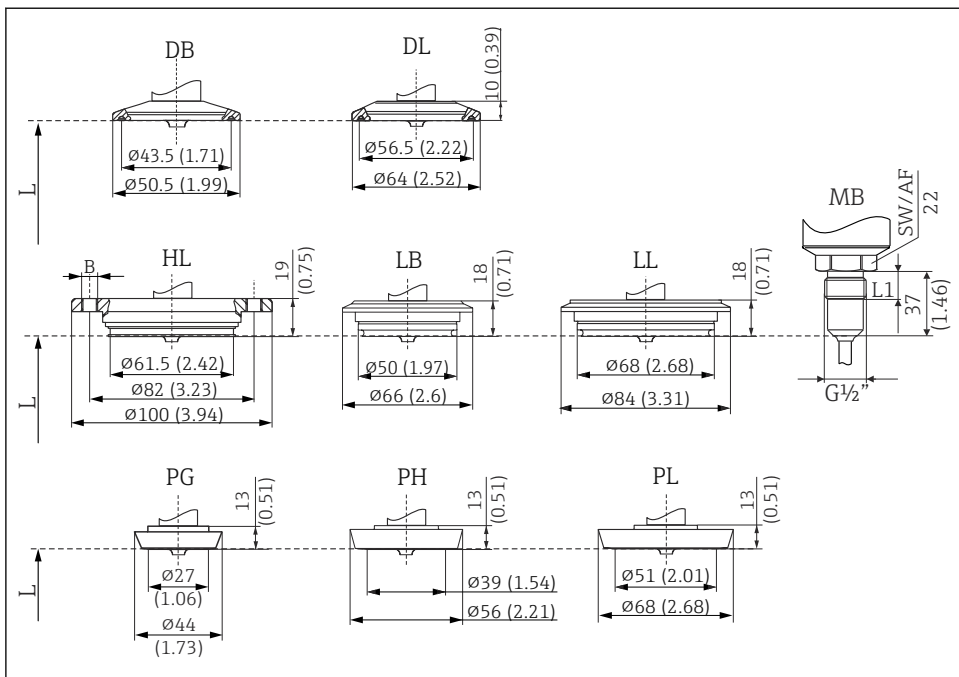 DB
DL
10 (0.39)
Ø43.5 (1.71)
Ø50.5 (1.99)
Ø56.5 (2.22)
Ø64 (2.52)
L
MB
SW/AF
22
L1
37
(1.46)
G½”
HL
B
19
(0.75)
Ø61.5 (2.42)
Ø82 (3.23)
Ø100 (3.94)
LB
18
(0.71)
Ø50 (1.97)
Ø66 (2.6)
LL
18
(0.71)
Ø68 (2.68)
Ø84 (3.31)
L
PG
13
(0.51)
Ø27
(1.06)
Ø44
(1.73)
PH
13
(0.51)
Ø39 (1.54)
Ø56 (2.21)
PL
13
(0.51)
Ø51 (2.01)
Ø68 (2.68)
L